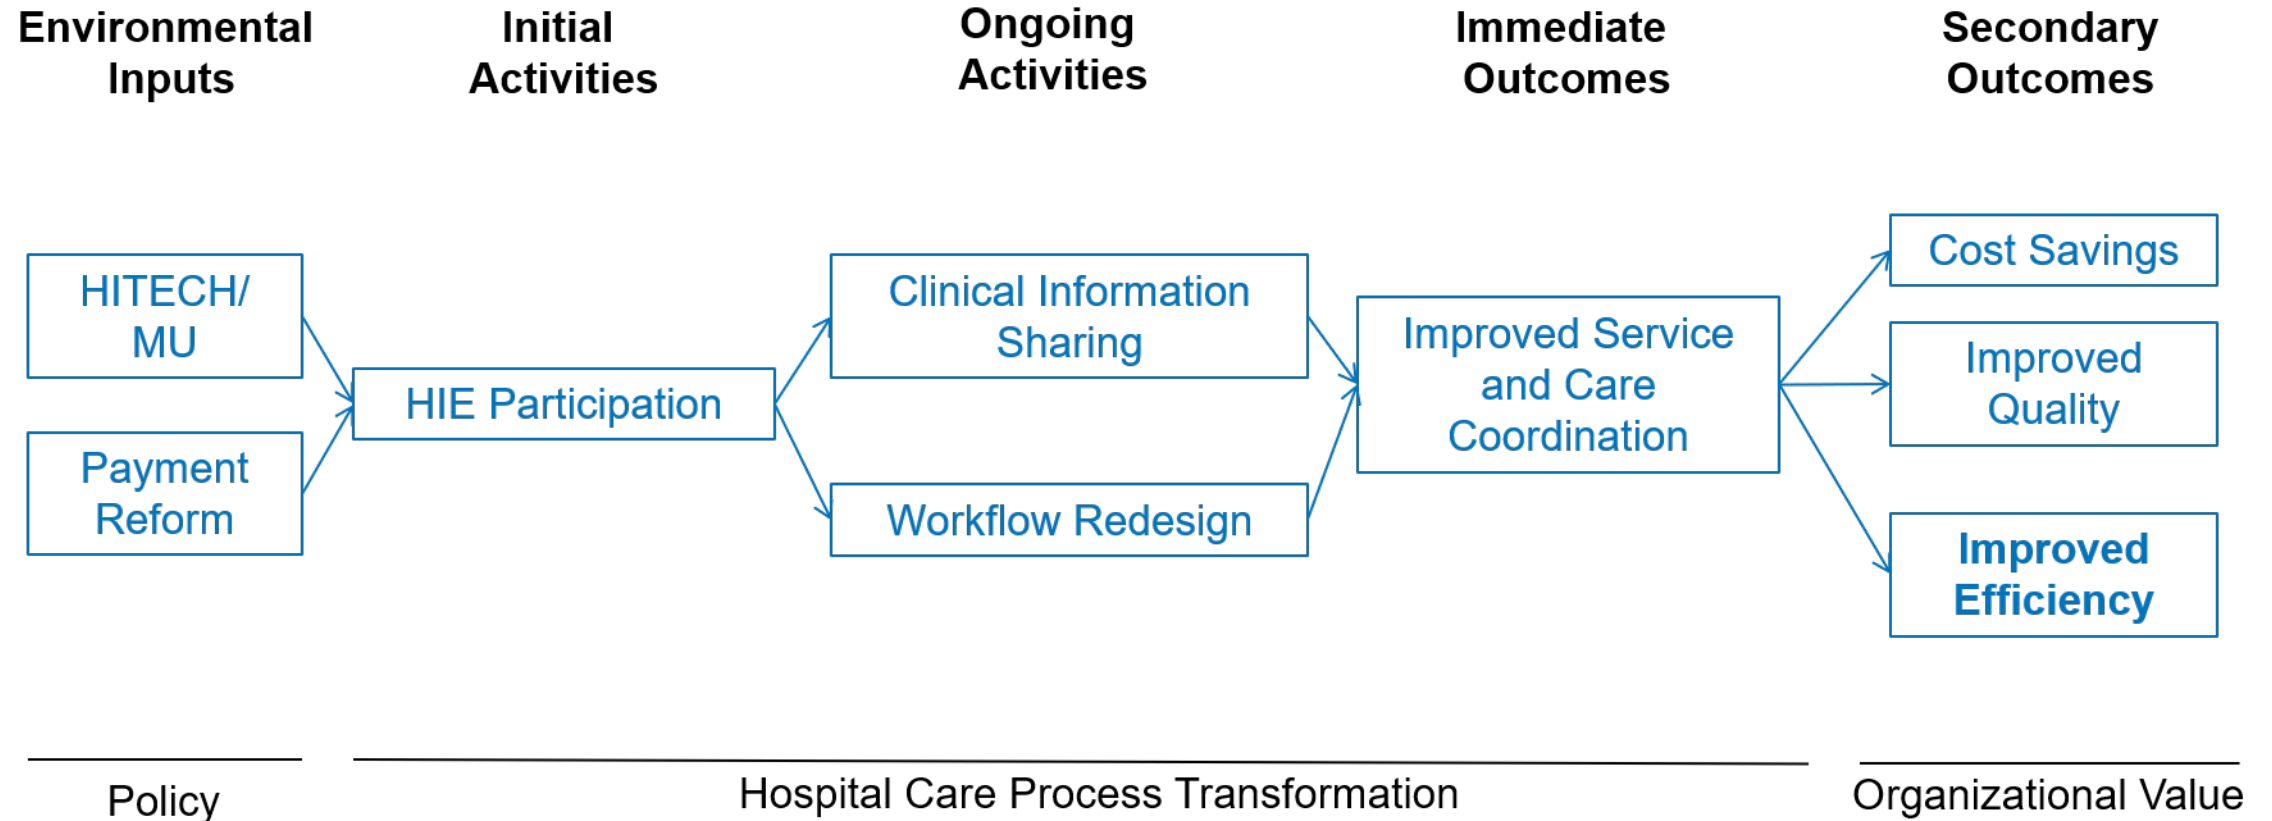 Environmental
Inputs
Initial
Activities
Ongoing
Activities
Immediate
Outcomes
Secondary
Outcomes
HITECH/
MU
Payment
Reform
HIE Participation
Clinical Information
Sharing
Workflow Redesign
Improved Service
and Care
Coordination
Cost Savings
Improved
Quality
Improved
Efficiency
Policy
Hospital Care Process Transformation
Organizational Value